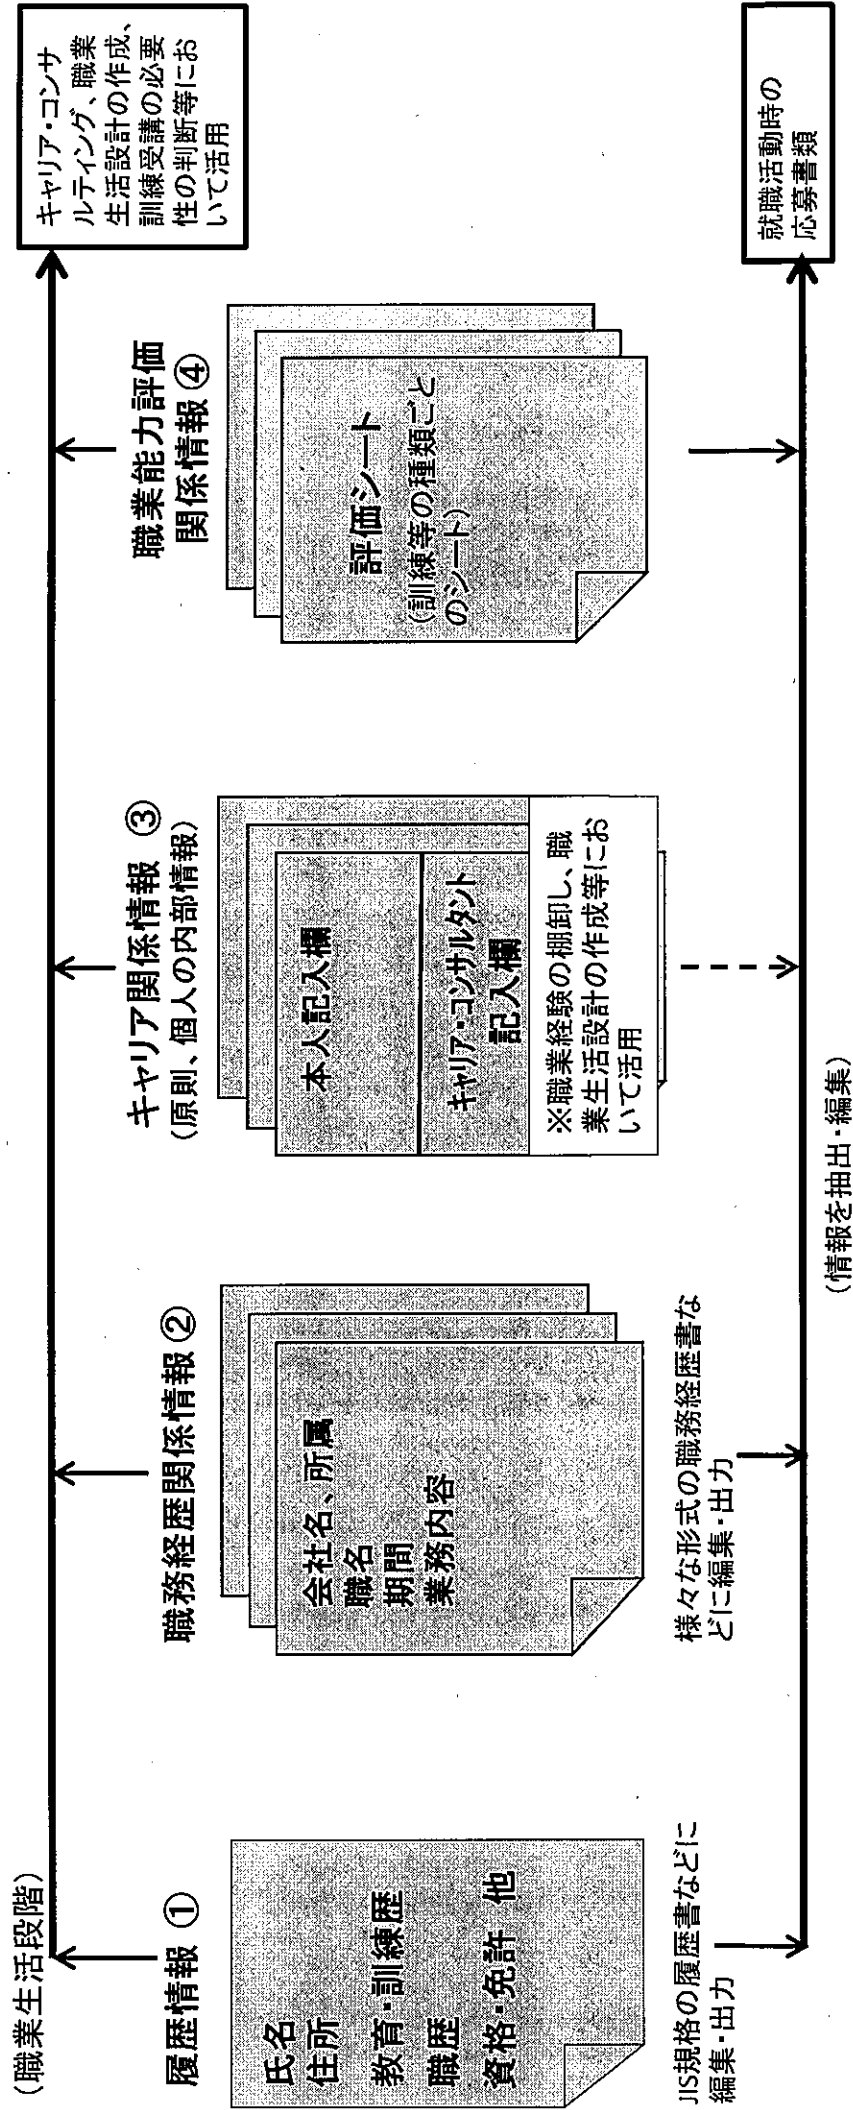 (職業生活段階)
キャリア・コンサ
ルティング、職業
生活設計の作成、
訓練受講の必要
性の判断等にお
いて活用
履歴情報 ①
氏名
住所
教育・訓練歴
職歴
資格・免許 他
JIS規格の履歴書などに
編集・出力
職務経歴関係情報②
会社名、所属
職名
期間
業務内容
様々な形式の職務経歴書な
どに編集・出力
キャリア関係情報 ③
(原則、個人の内部情報)
本人記入欄
キャリア・コンサルタント
記入欄
※職業経験の棚卸し、職
業生活設計の作成等にお
いて活用
職業能力評価
関係情報④
評価シート
(訓練等の種類ごと
のシート)
就職活動時の
応募書類
(情報を抽出・編集)